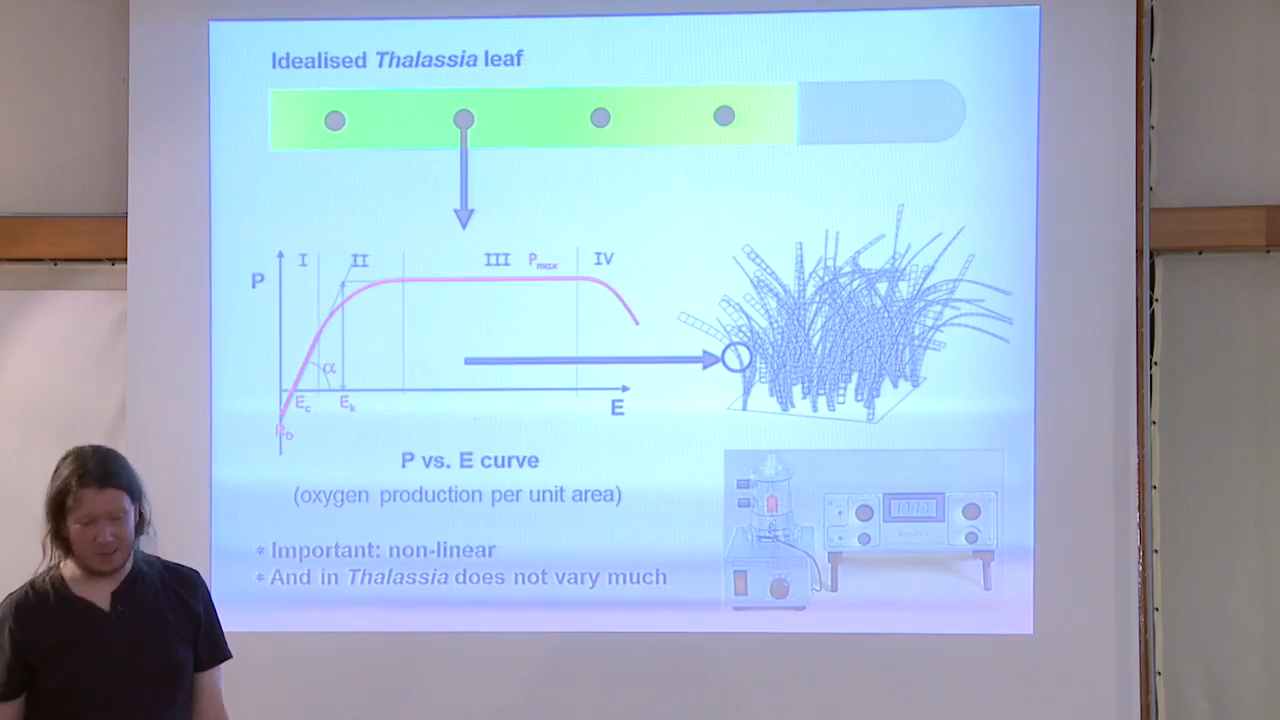 Idealised Thalassia leaf
P
I
II
III
Pmax
IV
α
Ec
Ek
E
RD
P vs. E curve
(oxygen production per unit area)
* Important: non-linear
* And in Thalassia does not vary much